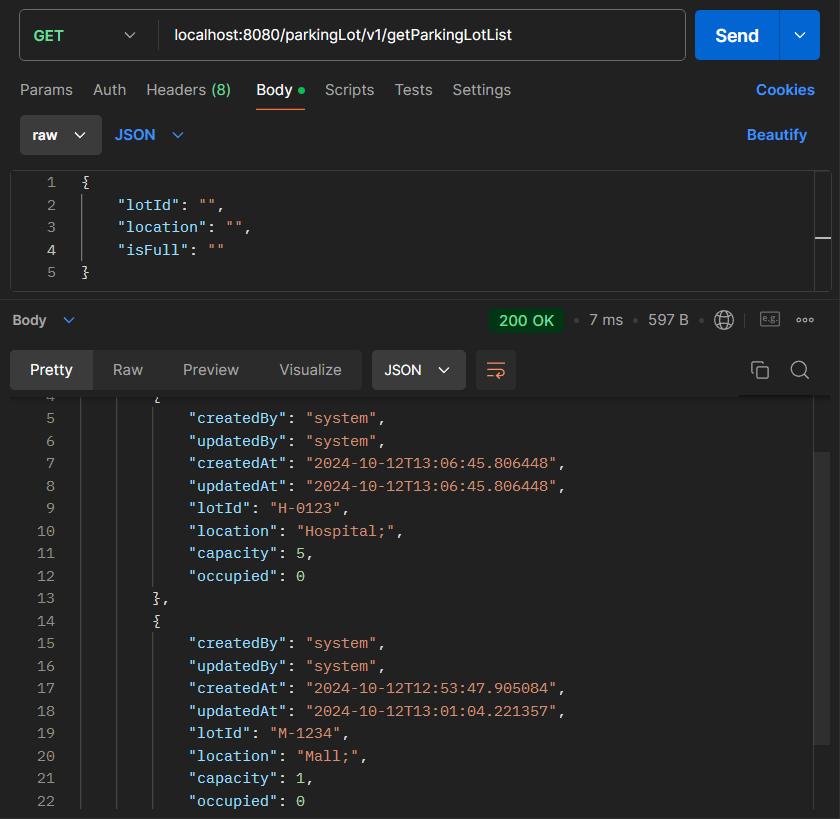 GET localhost:8080/parkingLot/v1/getParkingLotList Send
Params Auth Headers (8) Body Scripts Tests Settings Cookies
raw JSON Beautify
1 {
2 "lotId": "",
3 "location": "",
4 "isFull": ""
5 }
Body 200 OK 7 ms 597 B e.g.
Pretty Raw Preview Visualize JSON
4 {
5 "createdBy": "system",
6 "updatedBy": "system",
7 "createdAt": "2024-10-12T13:06:45.806448",
8 "updatedAt": "2024-10-12T13:06:45.806448",
9 "lotId": "H-0123",
10 "location": "Hospital;",
11 "capacity": 5,
12 "occupied": 0
13 },
14 {
15 "createdBy": "system",
16 "updatedBy": "system",
17 "createdAt": "2024-10-12T12:53:47.905084",
18 "updatedAt": "2024-10-12T13:01:04.221357",
19 "lotId": "M-1234",
20 "location": "Mall;",
21 "capacity": 1,
22 "occupied": 0